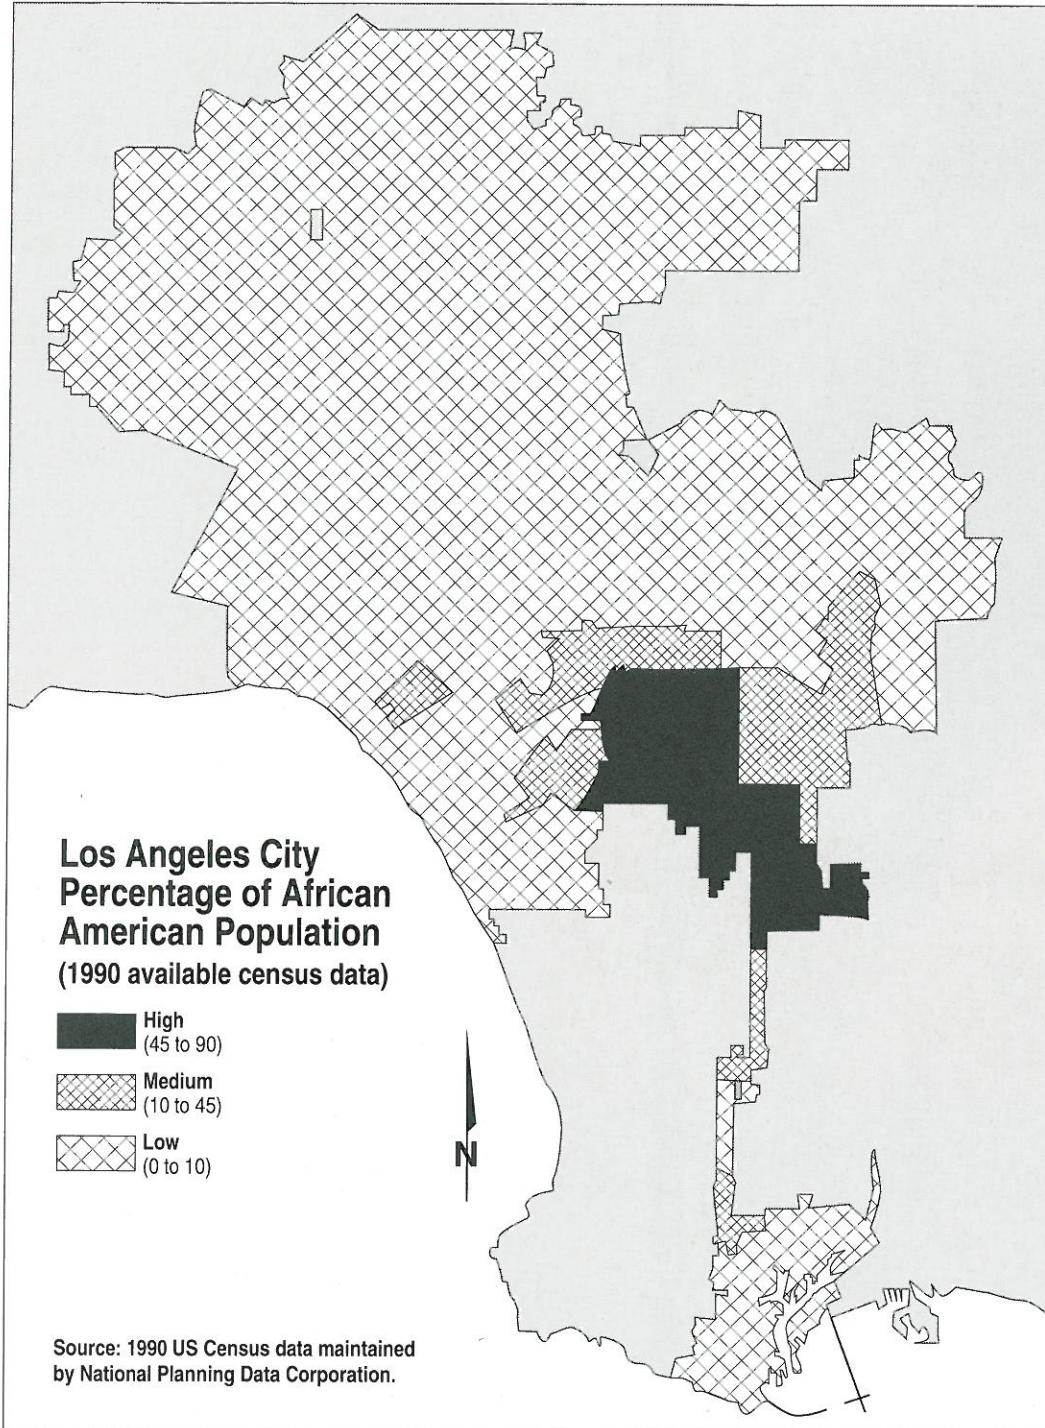 Los Angeles City
Percentage of African
American Population
(1990 available census data)
High
(45 to 90)
Medium
(10 to 45)
Low
(0 to 10)
N
Source: 1990 US Census data maintained
by National Planning Data Corporation.